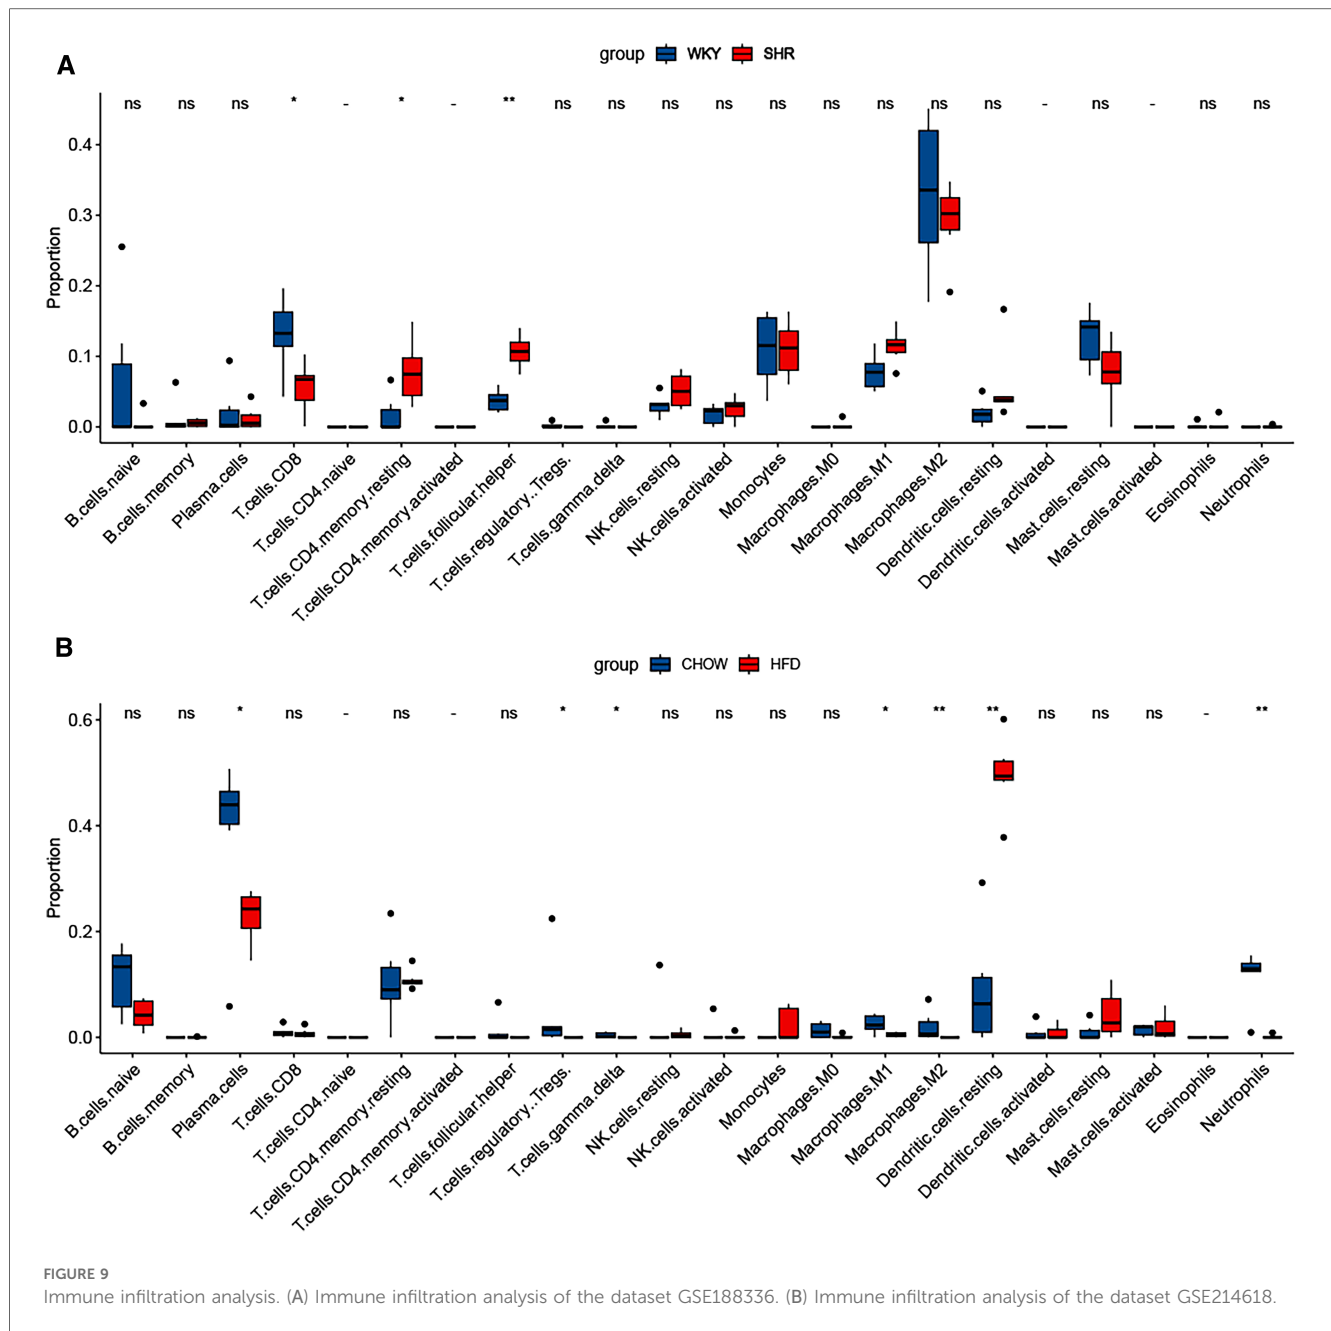 A
group WKY SHR
ns ns ns * - * - ** ns ns ns ns ns ns ns ns ns - ns - ns ns
Proportion
0.4
0.3
0.2
0.1
0.0
B.cells.naive
B.cells.memory
Plasma.cells
T.cells.CD8
T.cells.CD4.naive
T.cells.CD4.memory.resting
T.cells.CD4.memory.activated
T.cells.follicular.helper
T.cells.regulatory..Tregs.
T.cells.gamma.delta
NK.cells.resting
NK.cells.activated
Monocytes
Macrophages.M0
Macrophages.M1
Macrophages.M2
Dendritic.cells.resting
Dendritic.cells.activated
Mast.cells.resting
Mast.cells.activated
Eosinophils
Neutrophils
B
group CHOW HFD
ns ns * ns - ns - ns * * ns ns ns ns * ** ** ns ns ns - **
Proportion
0.6
0.4
0.2
0.0
B.cells.naive
B.cells.memory
Plasma.cells
T.cells.CD8
T.cells.CD4.naive
T.cells.CD4.memory.resting
T.cells.CD4.memory.activated
T.cells.follicular.helper
T.cells.regulatory..Tregs.
T.cells.gamma.delta
NK.cells.resting
NK.cells.activated
Monocytes
Macrophages.M0
Macrophages.M1
Macrophages.M2
Dendritic.cells.resting
Dendritic.cells.activated
Mast.cells.resting
Mast.cells.activated
Eosinophils
Neutrophils
FIGURE 9
Immune infiltration analysis. (A) Immune infiltration analysis of the dataset GSE188336. (B) Immune infiltration analysis of the dataset GSE214618.